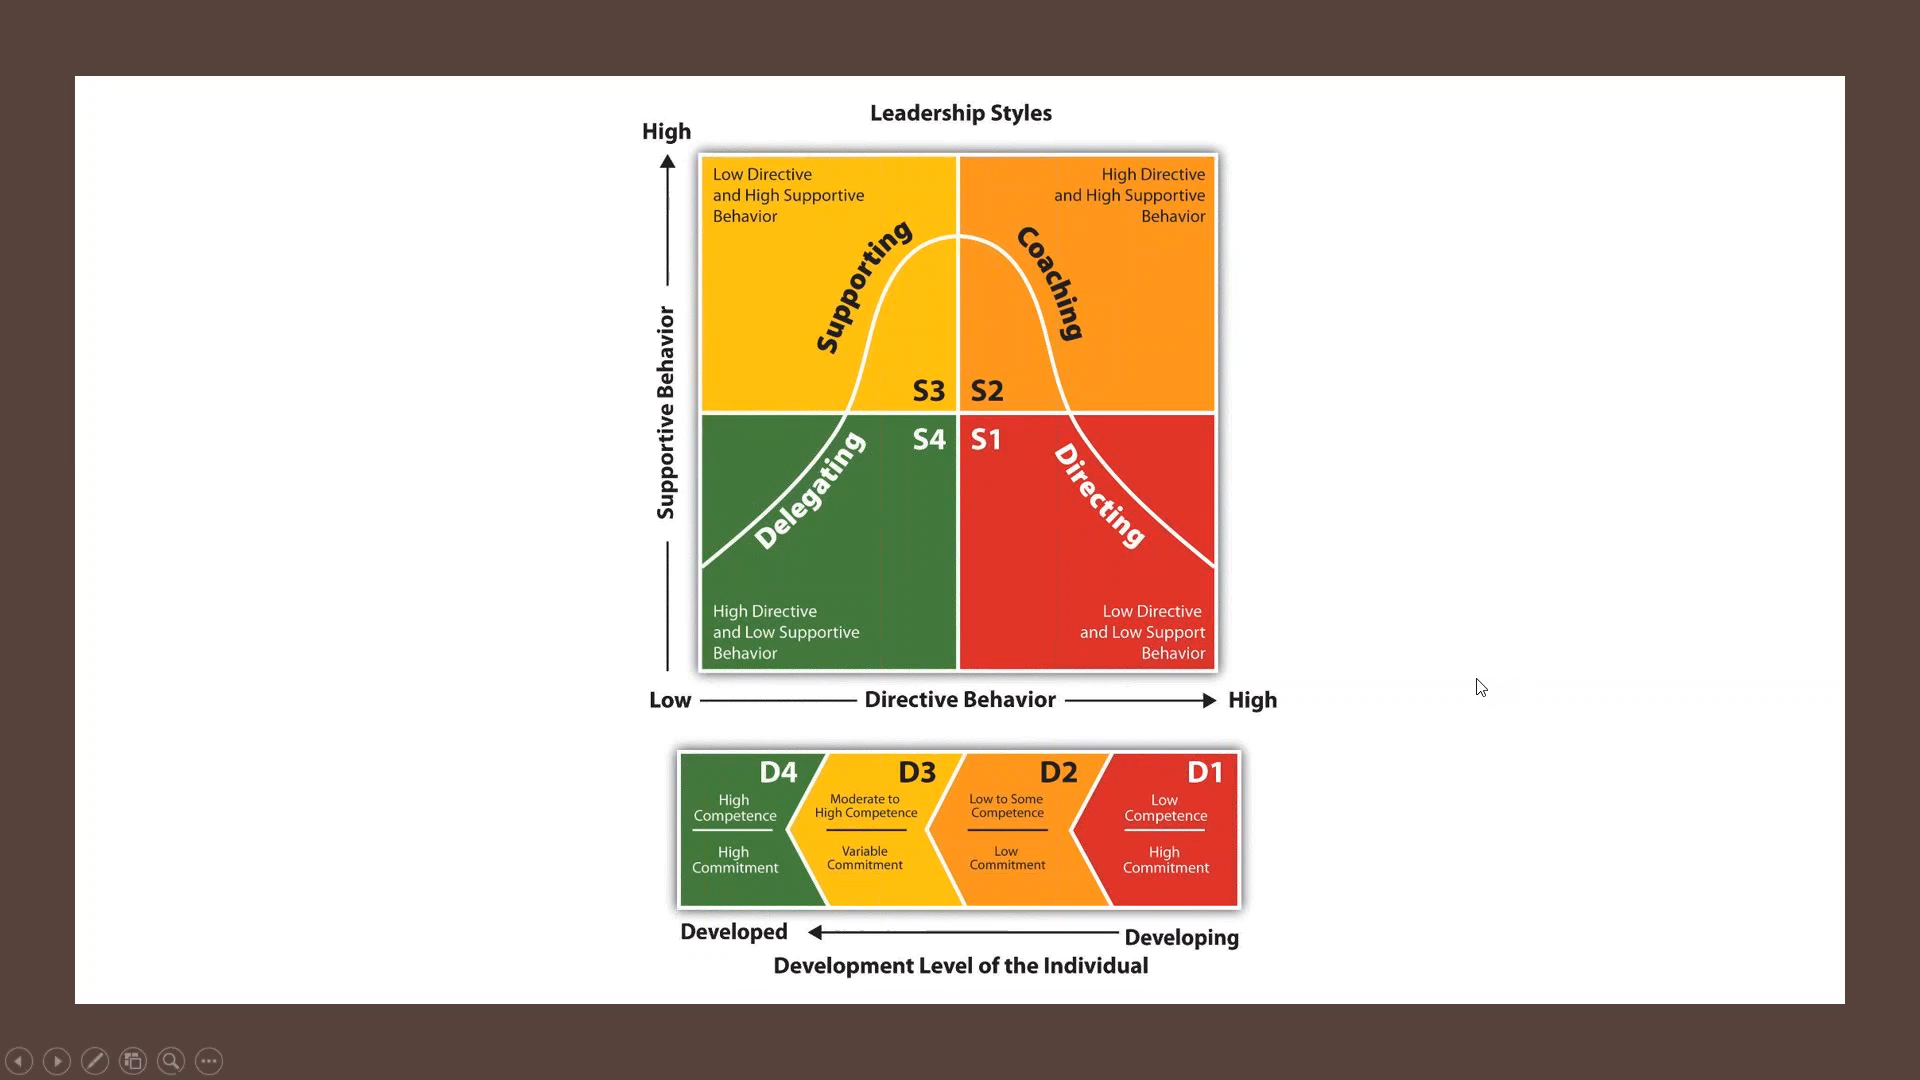 Leadership Styles
High
Low Directive
and High Supportive
Behavior
High Directive
and High Supportive
Behavior
Supporting
Coaching
S3
S2
Supportive Behavior
S4
S1
Delegating
Directing
High Directive
and Low Supportive
Behavior
Low Directive
and Low Support
Behavior
Low
Directive Behavior
High
D4
High
Competence
High
Commitment
D3
Moderate to
High Competence
Variable
Commitment
D2
Low to Some
Competence
Low
Commitment
D1
Low
Competence
High
Commitment
Developed
Developing
Development Level of the Individual